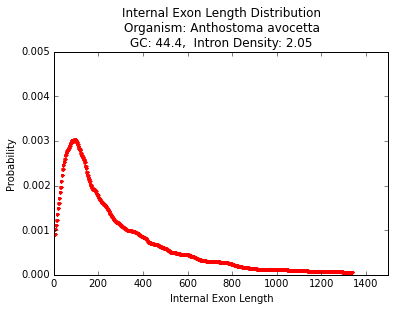 Internal Exon Length Distribution
Organism: Anthostoma avocetta
GC: 44.4,  Intron Density: 2.05
0.005
0.004
0.003
0.002
0.001
0.000
Probability
0
200
400
600
800
1000
1200
1400
Internal Exon Length